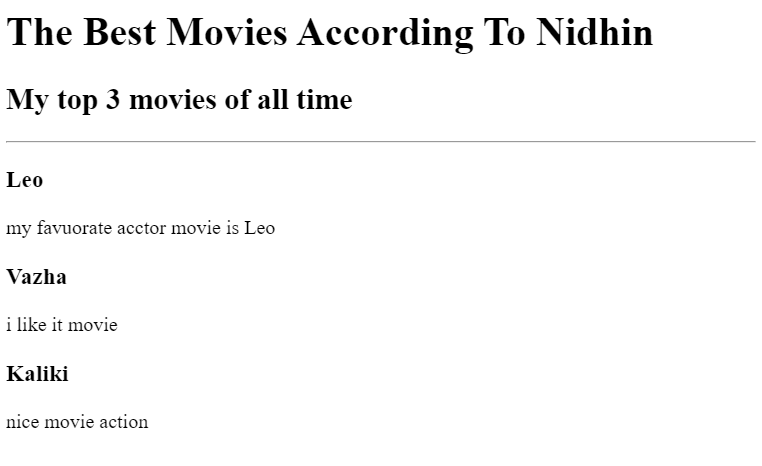 The Best Movies According To Nidhin
My top 3 movies of all time
Leo
my favuorate acctor movie is Leo
Vazha
i like it movie
Kaliki
nice movie action